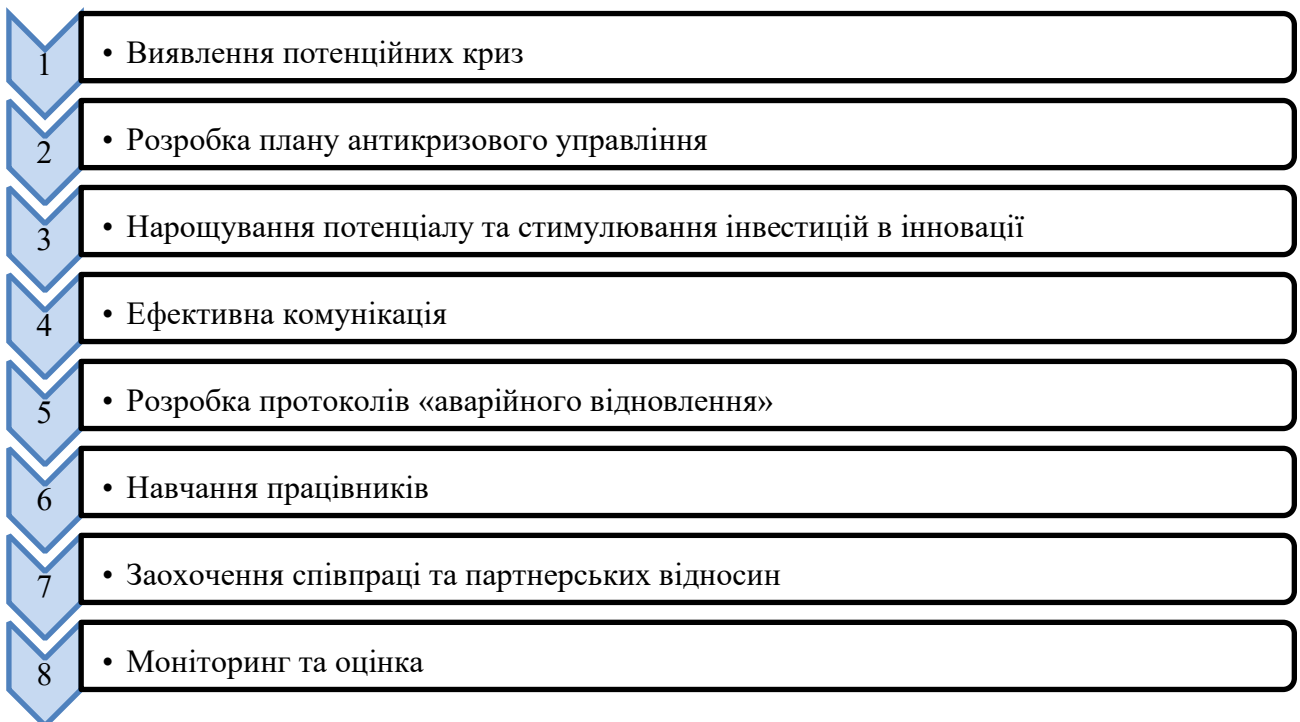 1 • Виявлення потенційних криз
2 • Розробка плану антикризового управління
3 • Нарощування потенціалу та стимулювання інвестицій в інновації
4 • Ефективна комунікація
5 • Розробка протоколів «аварійного відновлення»
6 • Навчання працівників
7 • Заохочення співпраці та партнерських відносин
8 • Моніторинг та оцінка